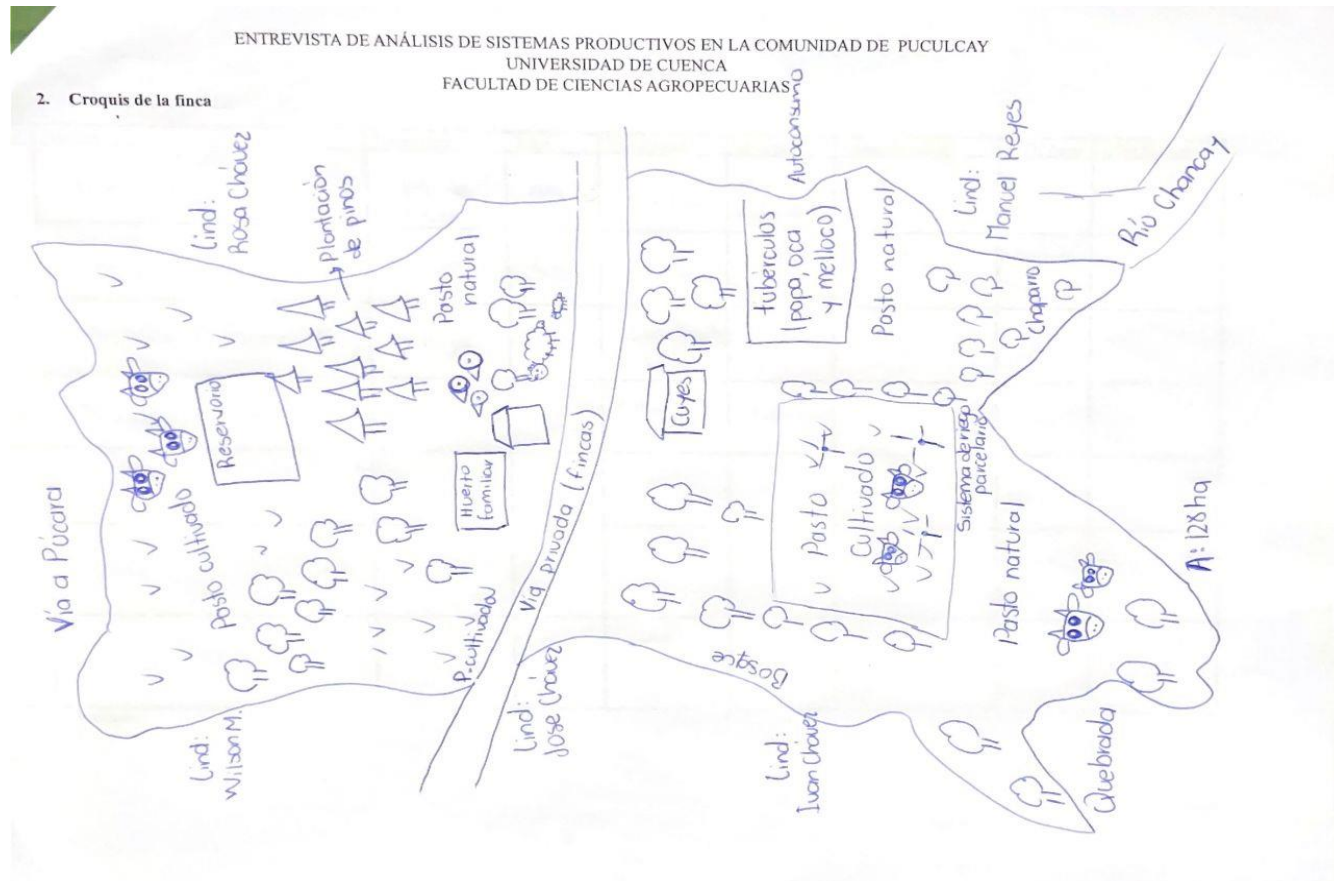 ENTREVISTA DE ANÁLISIS DE SISTEMAS PRODUCTIVOS EN LA COMUNIDAD DE PUCULCAY
UNIVERSIDAD DE CUENCA
FACULTAD DE CIENCIAS AGROPECUARIAS
2. Croquis de la finca
Vía a Púcara
Lind:
Rosa Chávez
Plantación
de pinos
Reservorio
Pasto cultivado
Pasto
natural
Huerto
familiar
P. cultivado
Lind:
Wilson M.
Vía privada (fincas)
Lind:
José Chávez
Cuyes
Autoconsumo
tubérculos
(papa, oca
y melloco)
Pasto natural
Lind:
Manuel Reyes
Río Chancay
Chaparro
Pasto
Cultivado
Sistema de riego
parcelario
Pasto natural
Bosque
Lind:
Ivan Chávez
Quebrada
A: 128 ha